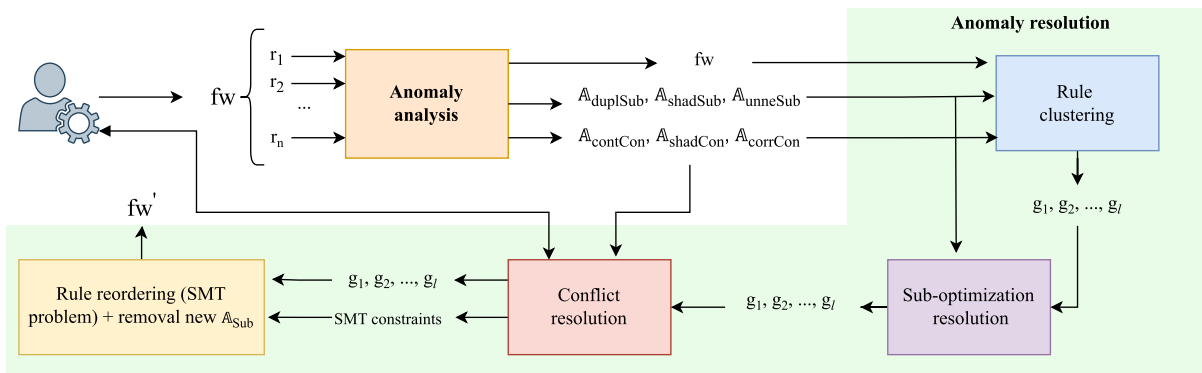 Anomaly resolution
fw
r1
r2
...
rn
Anomaly
analysis
fw
𝔸duplSub, 𝔸shadSub, 𝔸unneSub
𝔸contCon, 𝔸shadCon, 𝔸corrCon
Rule
clustering
g1, g2, ..., gl
fw'
Rule reordering (SMT
problem) + removal new 𝔸Sub
g1, g2, ..., gl
SMT constraints
Conflict
resolution
g1, g2, ..., gl
Sub-optimization
resolution